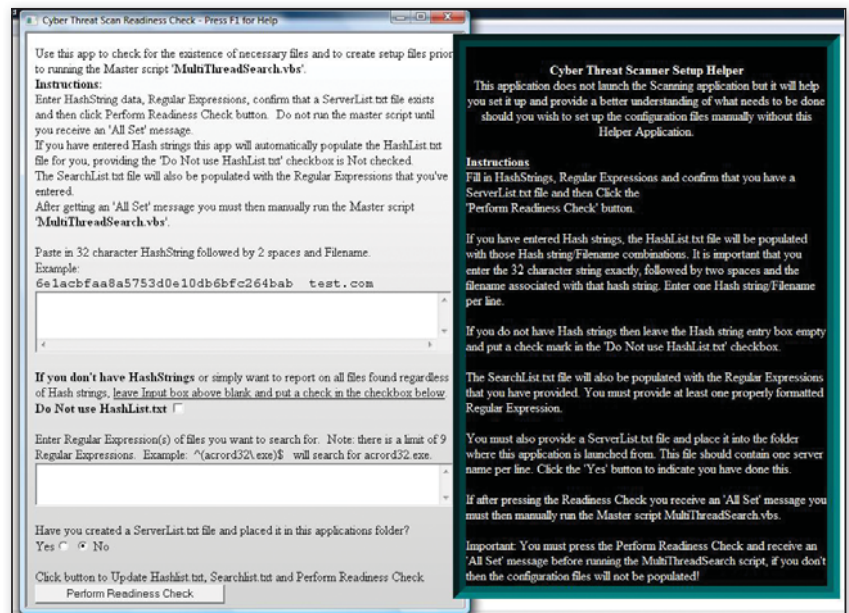 Cyber Threat Scan Readiness Check - Press F1 for Help
Use this app to check for the existence of necessary files and to create setup files prior
to running the Master script 'MultiThreadSearch.vbs'.
Instructions:
Enter HashString data, Regular Expressions, confirm that a ServerList.txt file exists
and then click Perform Readiness Check button. Do not run the master script until
you receive an 'All Set' message.
If you have entered Hash strings this app will automatically populate the HashList.txt
file for you, providing the 'Do Not use HashList.txt' checkbox is Not checked.
The SearchList.txt file will also be populated with the Regular Expressions that you've
entered.
After getting an 'All Set' message you must then manually run the Master script
'MultiThreadSearch.vbs'.
Paste in 32 character HashString followed by 2 spaces and Filename.
Example:
6e1acbfaa8a5753d0e10db6bfc264bab  test.com
If you don't have HashStrings or simply want to report on all files found regardless
of Hash strings, leave Input box above blank and put a check in the checkbox below
Do Not use HashList.txt
Enter Regular Expression(s) of files you want to search for. Note: there is a limit of 9
Regular Expressions. Example: ^(acrord32\.exe)$ will search for acrord32.exe.
Have you created a ServerList.txt file and placed it in this applications folder?
Yes No
Click button to Update Hashlist.txt, Searchlist.txt and Perform Readiness Check
Perform Readiness Check
Cyber Threat Scanner Setup Helper
This application does not launch the Scanning application but it will help
you set it up and provide a better understanding of what needs to be done
should you wish to set up the configuration files manually without this
Helper Application.
Instructions
Fill in HashStrings, Regular Expressions and confirm that you have a
ServerList.txt file and then Click the
'Perform Readiness Check' button.
If you have entered Hash strings, the HashList.txt file will be populated
with those Hash string/Filename combinations. It is important that you
enter the 32 character string exactly, followed by two spaces and the
filename associated with that hash string. Enter one Hash string/Filename
per line.
If you do not have Hash strings then leave the Hash string entry box empty
and put a check mark in the 'Do Not use HashList.txt' checkbox.
The SearchList.txt file will also be populated with the Regular Expressions
that you have provided. You must provide at least one properly formatted
Regular Expression.
You must also provide a ServerList.txt file and place it into the folder
where this application is launched from. This file should contain one server
name per line. Click the 'Yes' button to indicate you have done this.
If after pressing the Readiness Check you receive an 'All Set' message you
must then manually run the Master script MultiThreadSearch.vbs.
Important: You must press the Perform Readiness Check and receive an
'All Set' message before running the MultiThreadSearch script, if you don't
then the configuration files will not be populated!